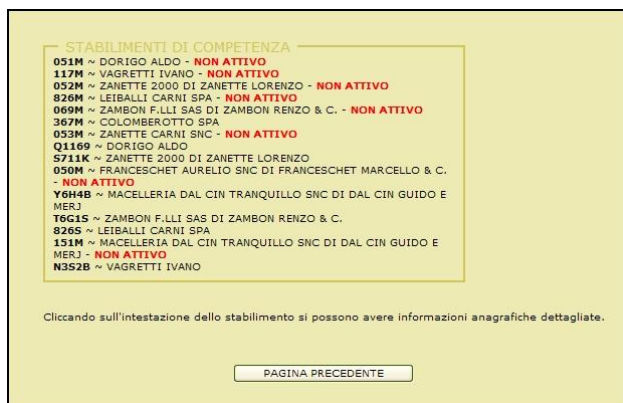 STABILIMENTI DI COMPETENZA
051M ~ DORIGO ALDO - NON ATTIVO
117M ~ VAGRETTI IVANO - NON ATTIVO
052M ~ ZANETTE 2000 DI ZANETTE LORENZO - NON ATTIVO
826M ~ LEIBALLI CARNI SPA - NON ATTIVO
069M ~ ZAMBON F.LLI SAS DI ZAMBON RENZO & C. - NON ATTIVO
367M ~ COLOMBEROTTO SPA
053M ~ ZANETTE CARNI SNC - NON ATTIVO
Q1169 ~ DORIGO ALDO
S711K ~ ZANETTE 2000 DI ZANETTE LORENZO
050M ~ FRANCESCHET AURELIO SNC DI FRANCESCHET MARCELLO & C.
- NON ATTIVO
Y6H4B ~ MACELLERIA DAL CIN TRANQUILLO SNC DI DAL CIN GUIDO E
MERJ
T6G1S ~ ZAMBON F.LLI SAS DI ZAMBON RENZO & C.
826S ~ LEIBALLI CARNI SPA
151M ~ MACELLERIA DAL CIN TRANQUILLO SNC DI DAL CIN GUIDO E
MERJ - NON ATTIVO
N3S2B ~ VAGRETTI IVANO
Cliccando sull'intestazione dello stabilimento si possono avere informazioni anagrafiche dettagliate.
PAGINA PRECEDENTE